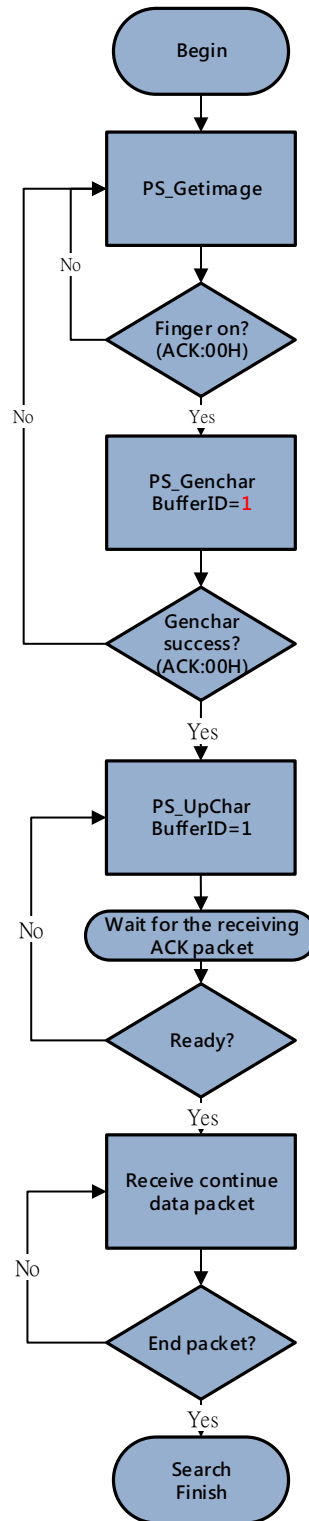 Begin
PS_Getimage
No
Finger on?
(ACK:00H)
Yes
PS_Genchar
BufferID=1
No
Genchar
success?
(ACK:00H)
Yes
PS_UpChar
BufferID=1
No
Wait for the receiving
ACK packet
Ready?
Yes
Receive continue
data packet
No
End packet?
Yes
Search
Finish